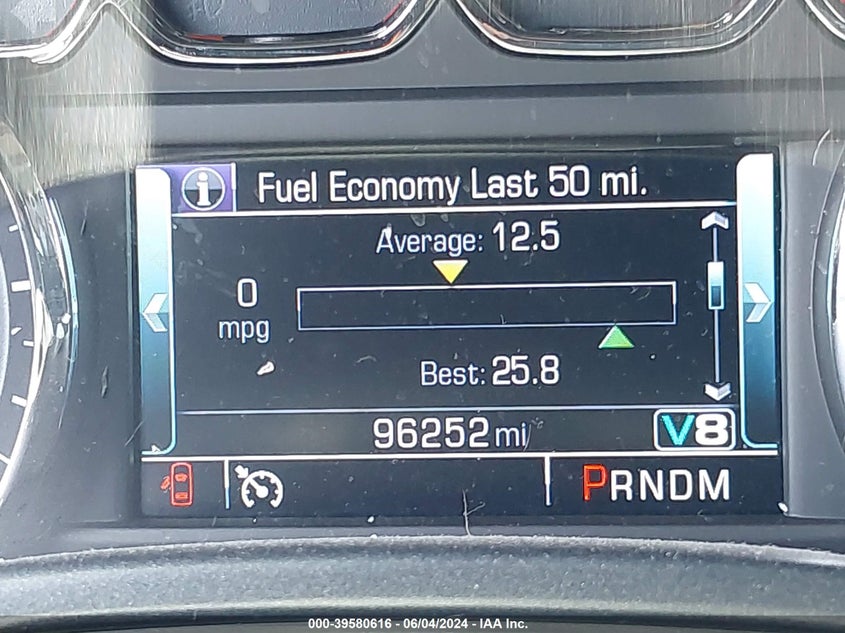 i Fuel Economy Last 50 mi.
Average: 12.5
0
mpg
Best: 25.8
96252 mi V8
PRNDM
000-39580616 - 06/04/2024 - IAA Inc.